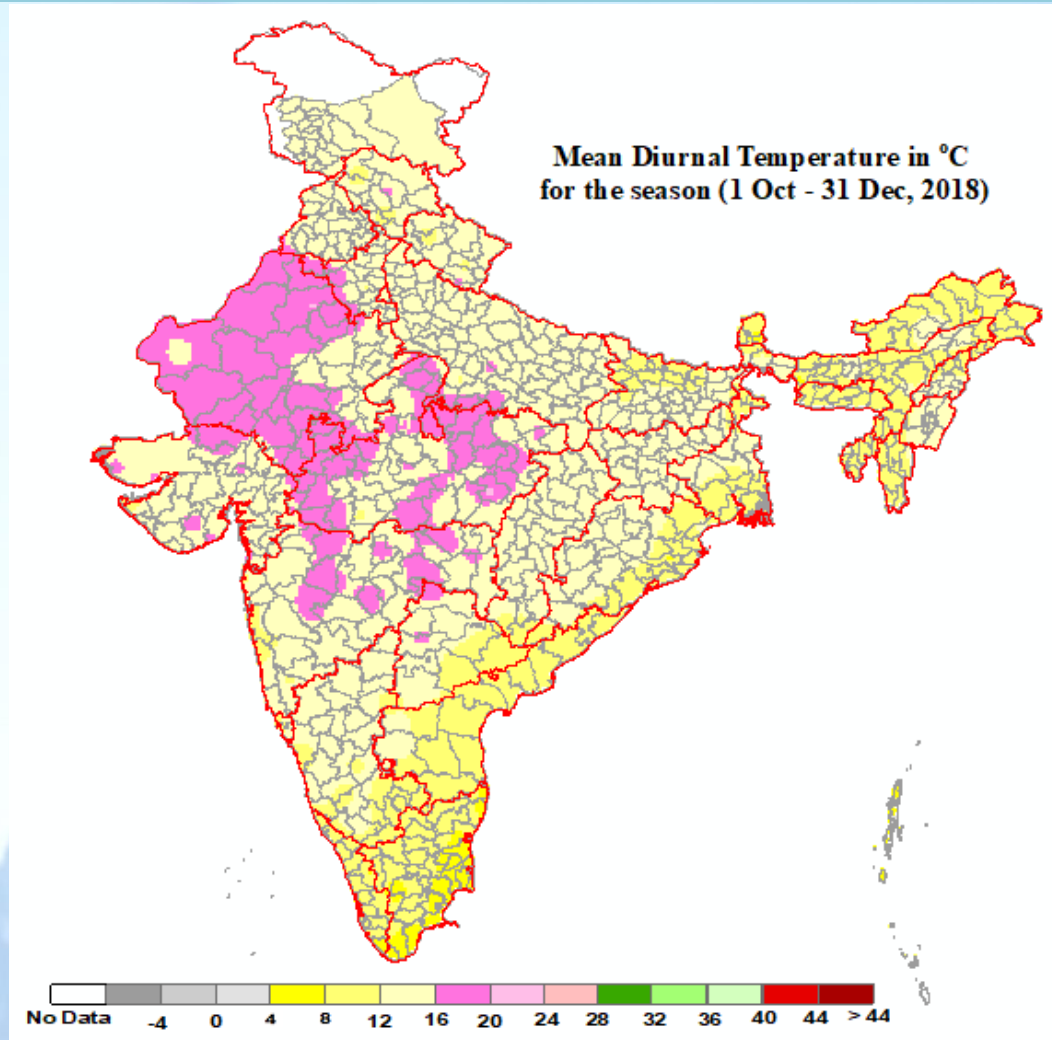 Mean Diurnal Temperature in °C
for the season (1 Oct - 31 Dec, 2018)
No Data -4 0 4 8 12 16 20 24 28 32 36 40 44 > 44